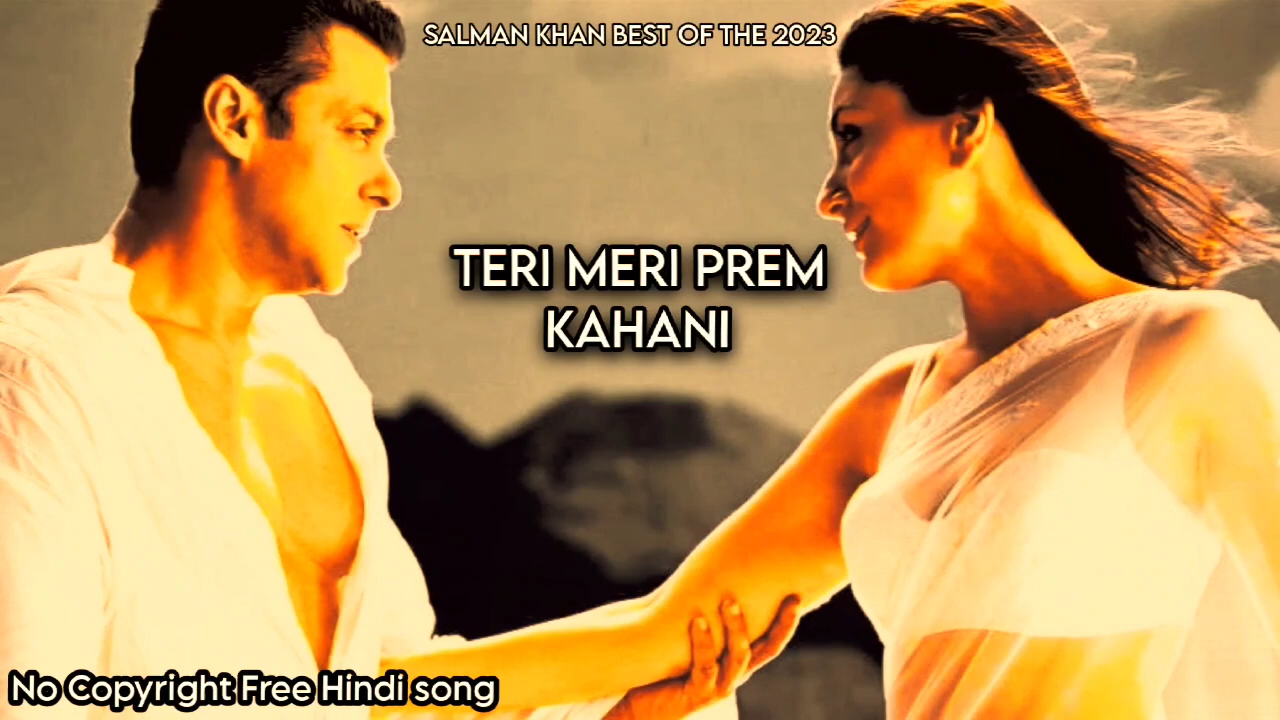 SALMAN KHAN BEST OF THE 2023
TERI MERI PREM
KAHANI
No Copyright Free Hindi song